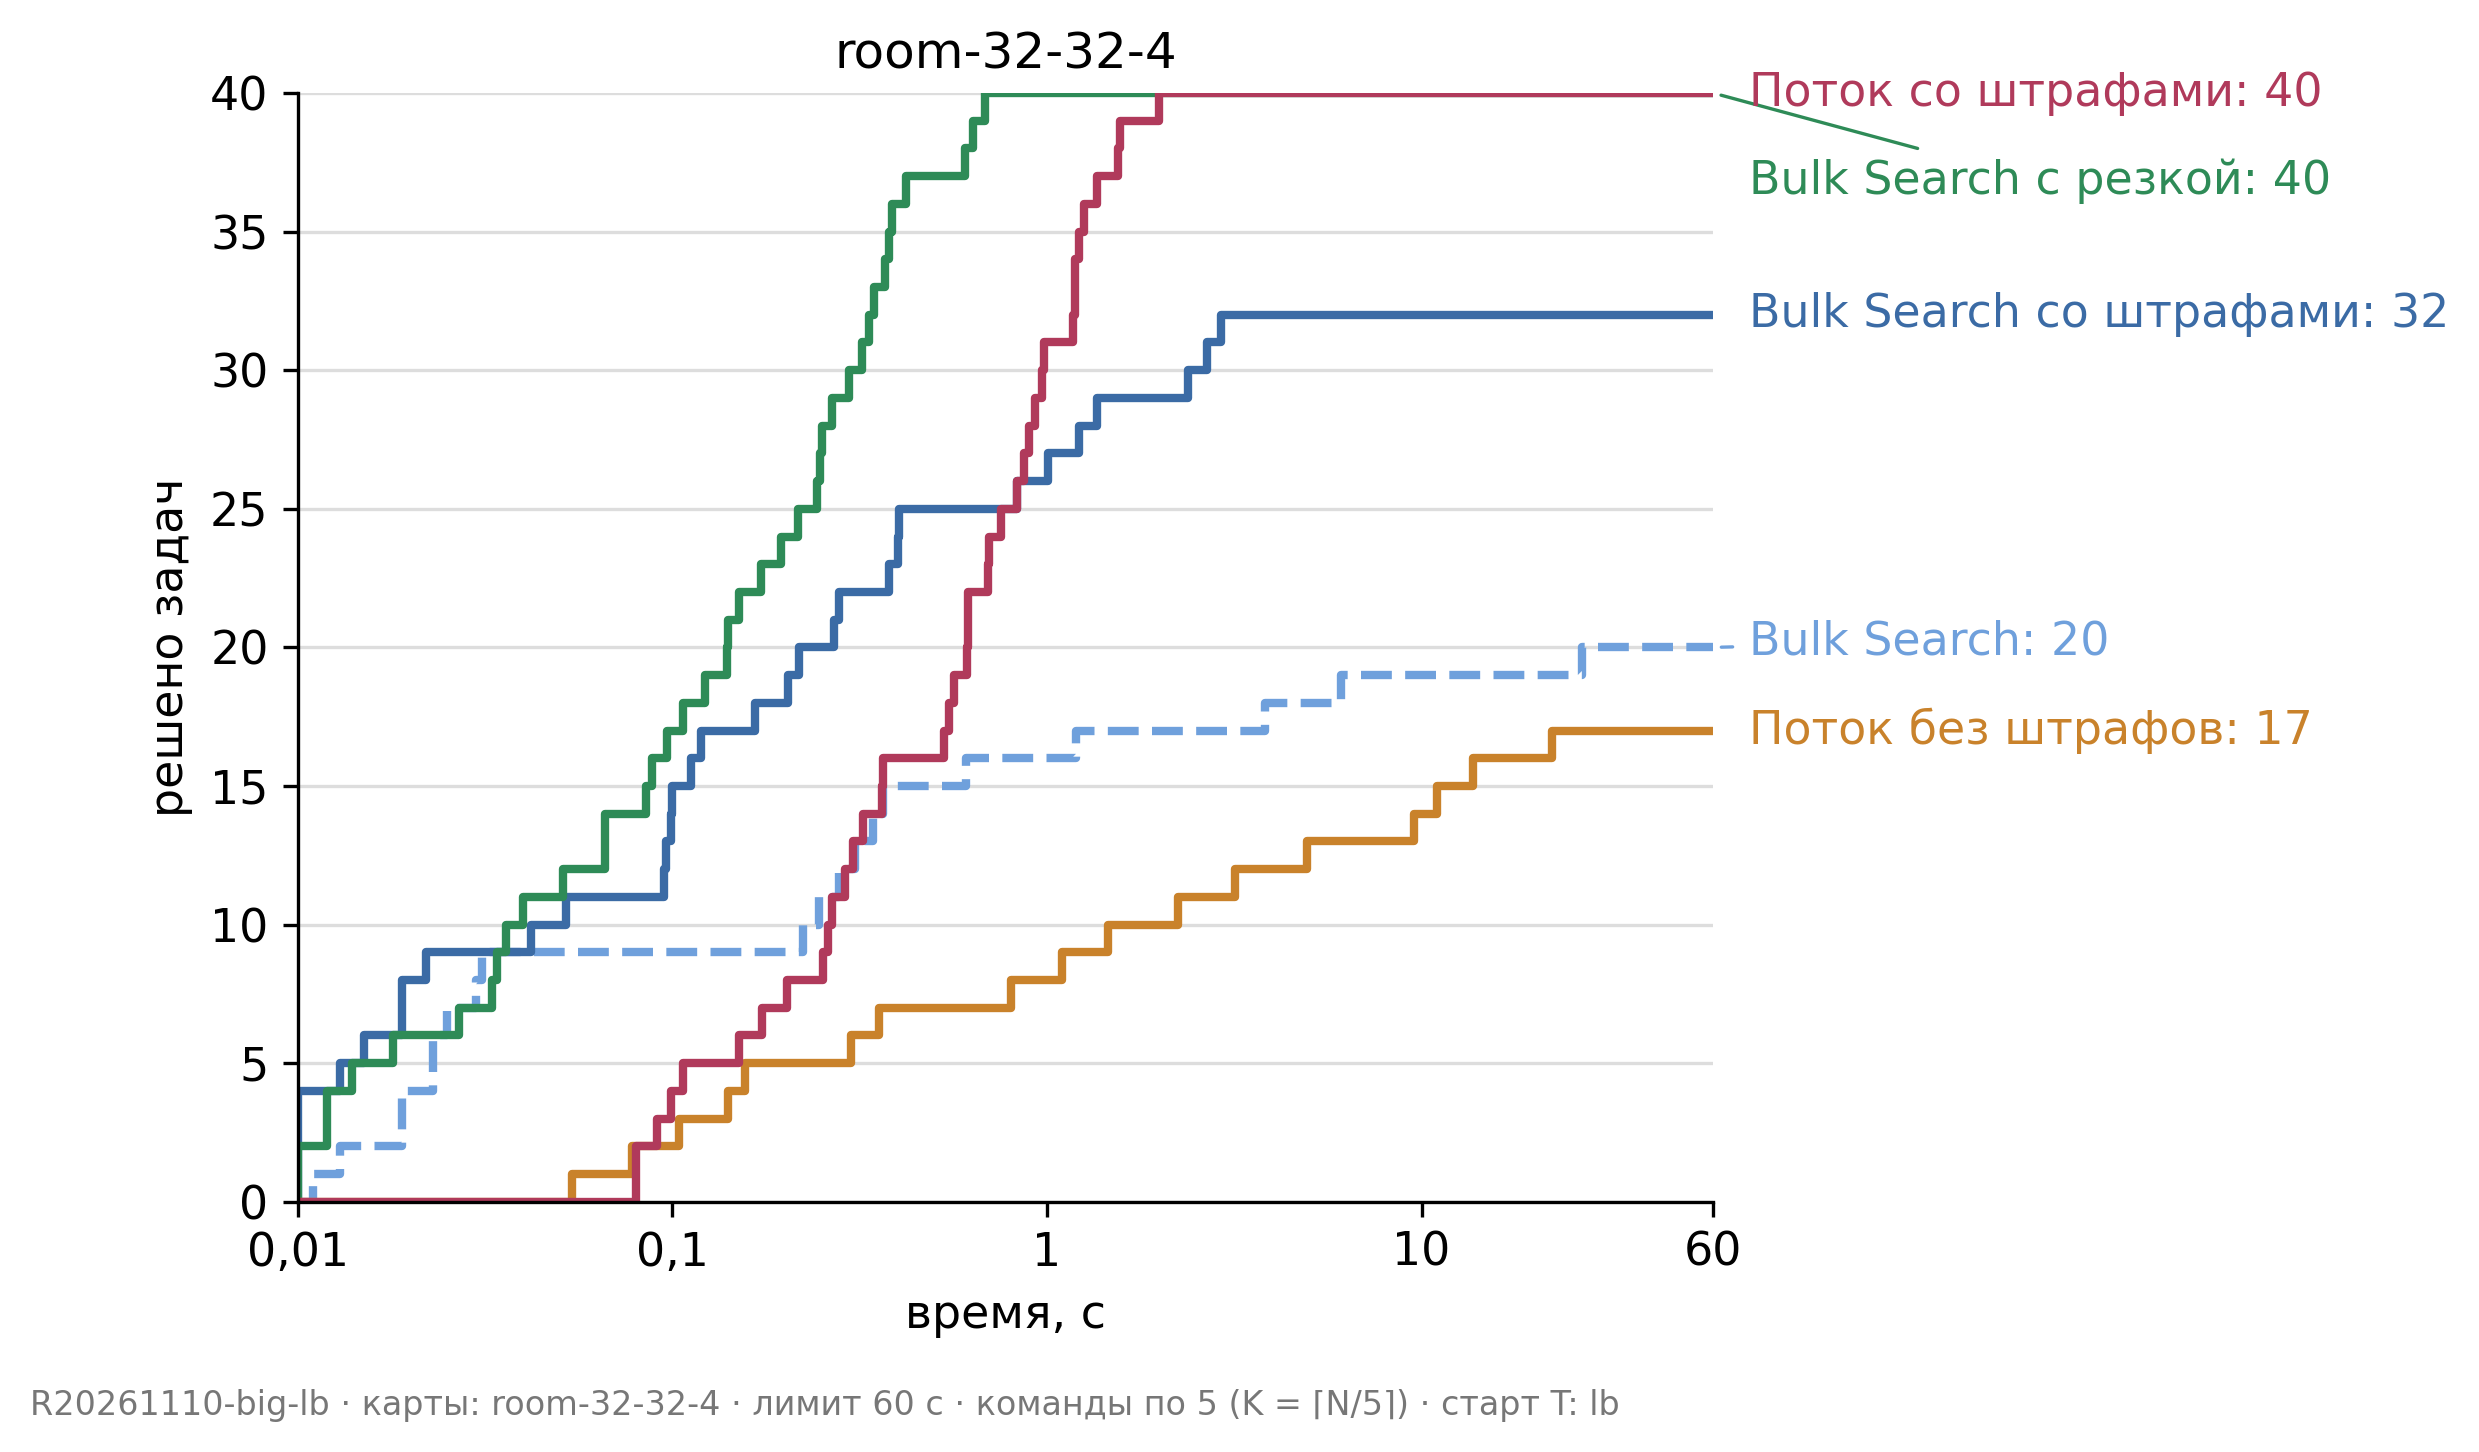 room-32-32-4
40
35
30
25
20
15
10
5
0
решено задач
0,01
0,1
1
10
60
время, с
Поток со штрафами: 40
Bulk Search с резкой: 40
Bulk Search со штрафами: 32
Bulk Search: 20
Поток без штрафов: 17
R20261110-big-lb · карты: room-32-32-4 · лимит 60 с · команды по 5 (K = ⌈N/5⌉) · старт T: lb